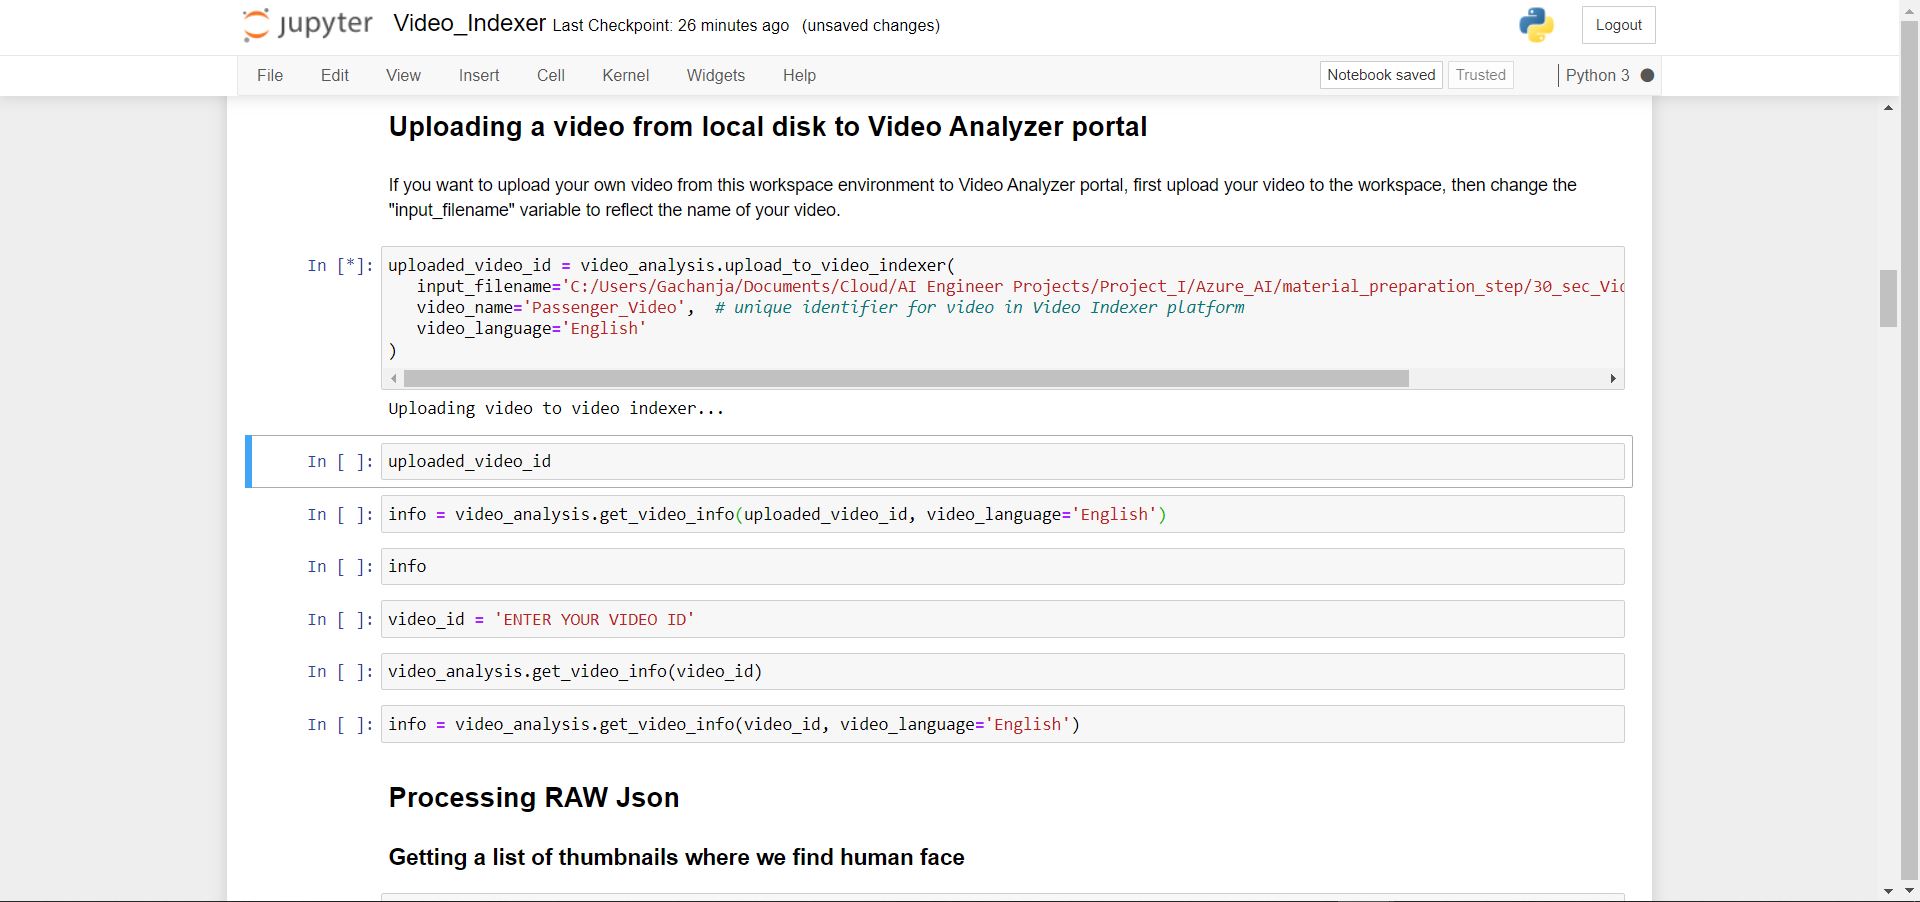 jupyter Video_Indexer Last Checkpoint: 26 minutes ago (unsaved changes)
Logout
File Edit View Insert Cell Kernel Widgets Help
Notebook saved Trusted Python 3
Uploading a video from local disk to Video Analyzer portal
If you want to upload your own video from this workspace environment to Video Analyzer portal, first upload your video to the workspace, then change the
"input_filename" variable to reflect the name of your video.
In [*]: uploaded_video_id = video_analysis.upload_to_video_indexer(
input_filename='C:/Users/Gachanja/Documents/Cloud/AI Engineer Projects/Project_I/Azure_AI/material_preparation_step/30_sec_Vid
video_name='Passenger_Video', # unique identifier for video in Video Indexer platform
video_language='English'
)
Uploading video to video indexer...
In [ ]: uploaded_video_id
In [ ]: info = video_analysis.get_video_info(uploaded_video_id, video_language='English')
In [ ]: info
In [ ]: video_id = 'ENTER YOUR VIDEO ID'
In [ ]: video_analysis.get_video_info(video_id)
In [ ]: info = video_analysis.get_video_info(video_id, video_language='English')
Processing RAW Json
Getting a list of thumbnails where we find human face